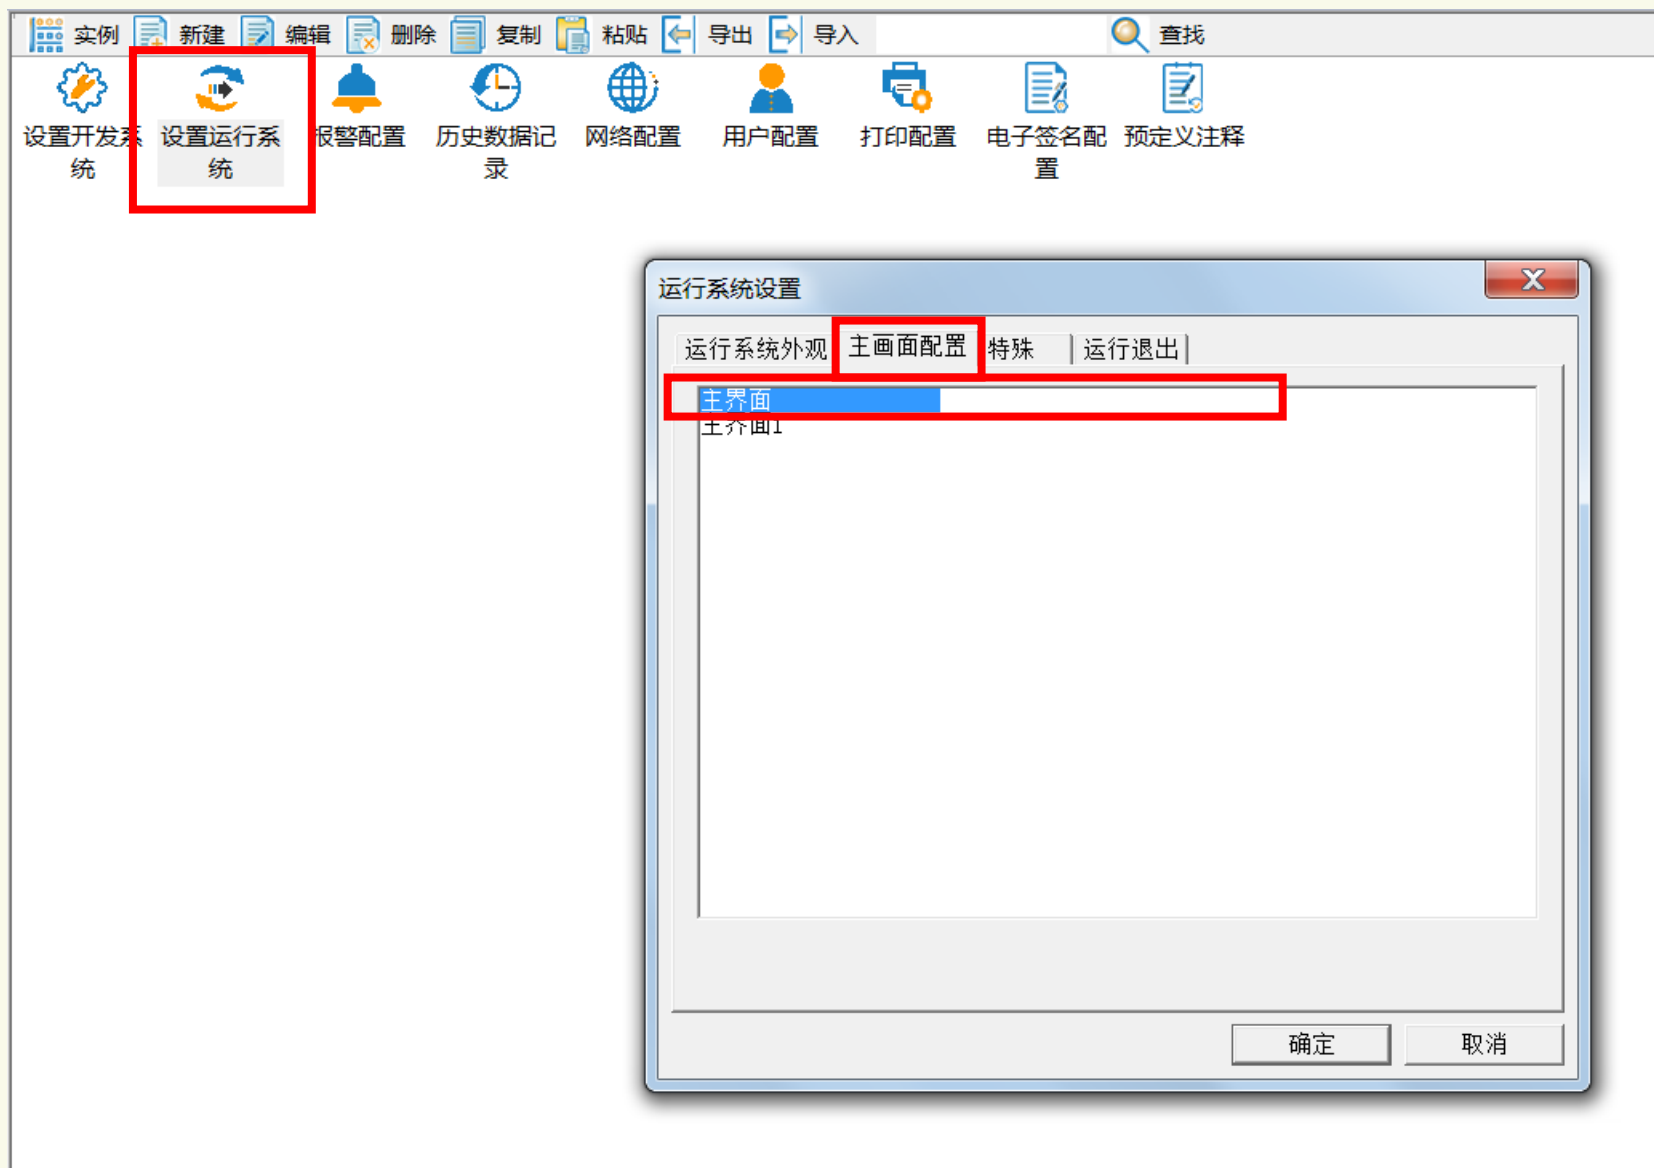 实例 新建 编辑 删除 复制 粘贴 导出 导入 查找
设置开发系统 设置运行系统 报警配置 历史数据记录 网络配置 用户配置 打印配置 电子签名配置 预定义注释
运行系统设置
运行系统外观 主画面配置 特殊 运行退出
主界面
主界面1
确定 取消